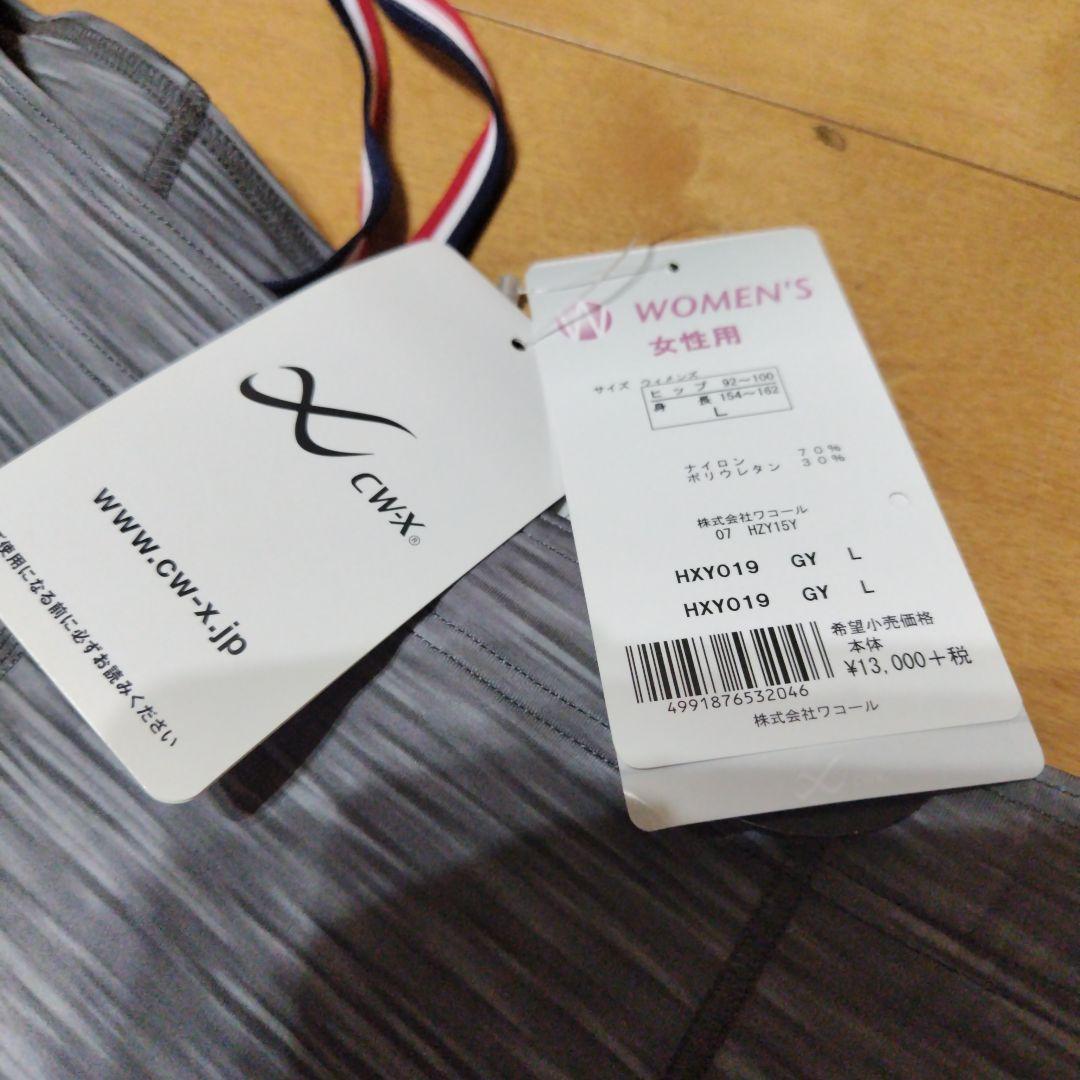 CW-X®
www.cw-x.jp
使用になる前に必ずお読みください
WOMEN'S
女性用
サイズ ウィメンズ
ヒップ 92~100
身長 154~162
L
ナイロン 70%
ポリウレタン 30%
株式会社ワコール
07 HZY15Y
HXY019 GY L
HXY019 GY L
希望小売価格
本体
¥13,000+税
4991876532046
株式会社ワコール